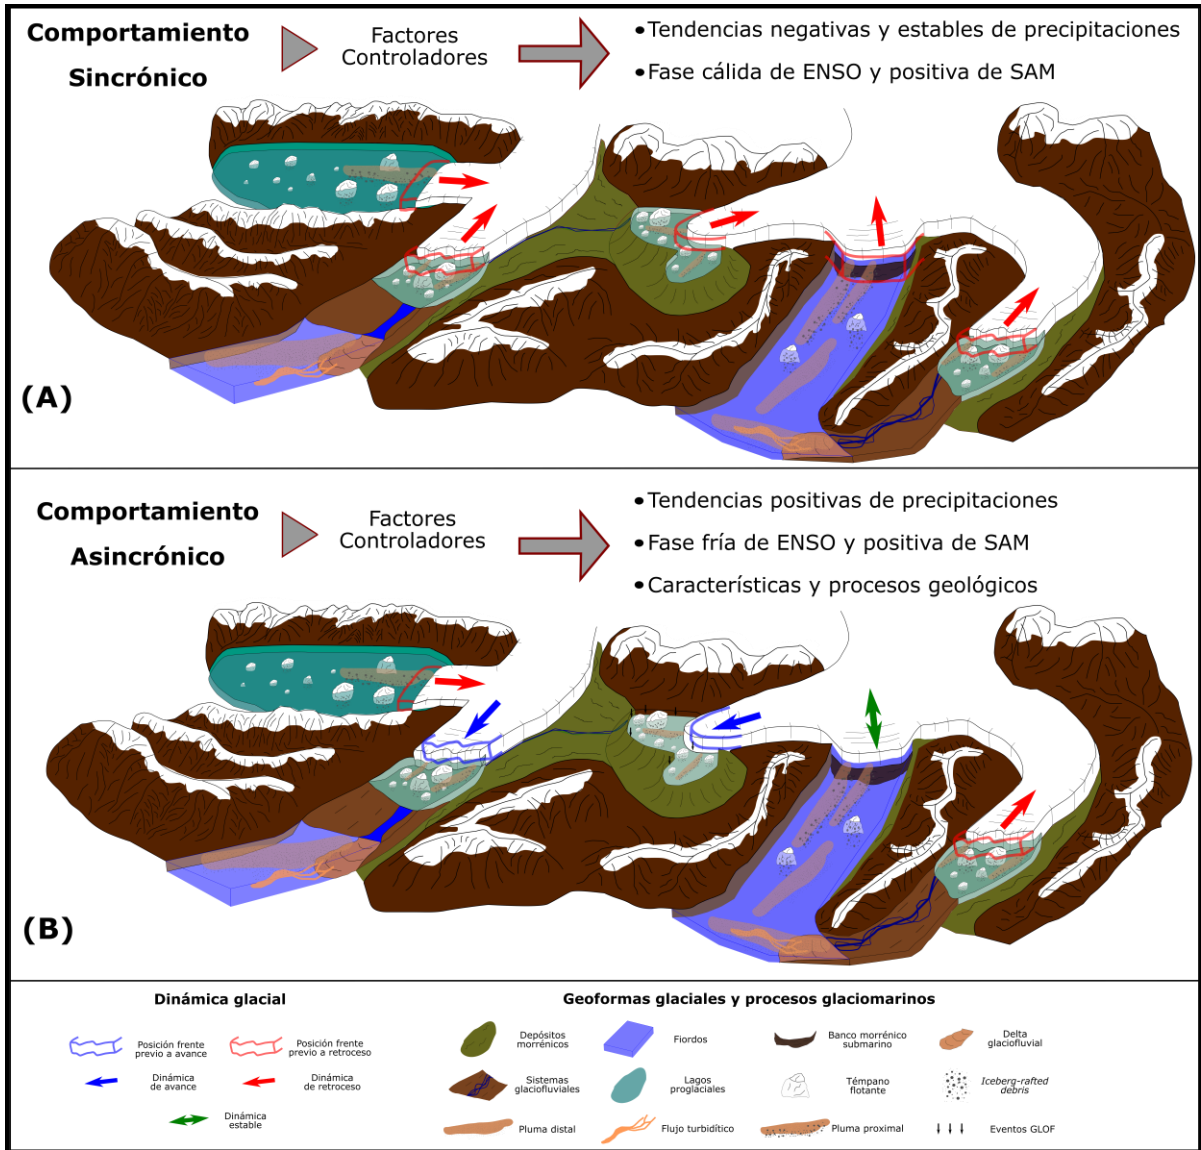 Comportamiento
Sincrónico
Factores
Controladores
•Tendencias negativas y estables de precipitaciones
•Fase cálida de ENSO y positiva de SAM
(A)
Comportamiento
Asincrónico
Factores
Controladores
•Tendencias positivas de precipitaciones
•Fase fría de ENSO y positiva de SAM
•Características y procesos geológicos
(B)
Dinámica glacial
Posición frente
previo a avance
Posición frente
previo a retroceso
Dinámica
de avance
Dinámica
de retroceso
Dinámica
estable
Geoformas glaciales y procesos glaciomarinos
Depósitos
morrénicos
Fiordos
Banco morrénico
submarino
Delta
glaciofluvial
Sistemas
glaciofluviales
Lagos
proglaciales
Témpano
flotante
Iceberg-rafted
debris
Pluma distal
Flujo turbidítico
Pluma proximal
Eventos GLOF